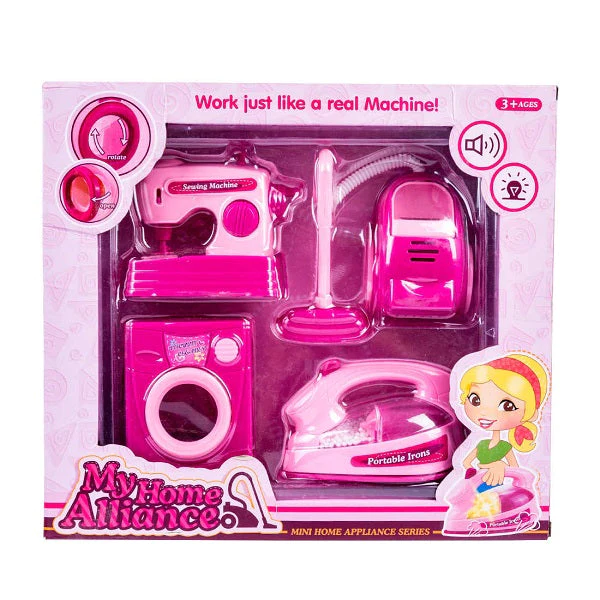 Work just like a real Machine!
3+AGES
rotate
open
Sewing Machine
Portable Irons
My Home
Alliance
MINI HOME APPLIANCE SERIES